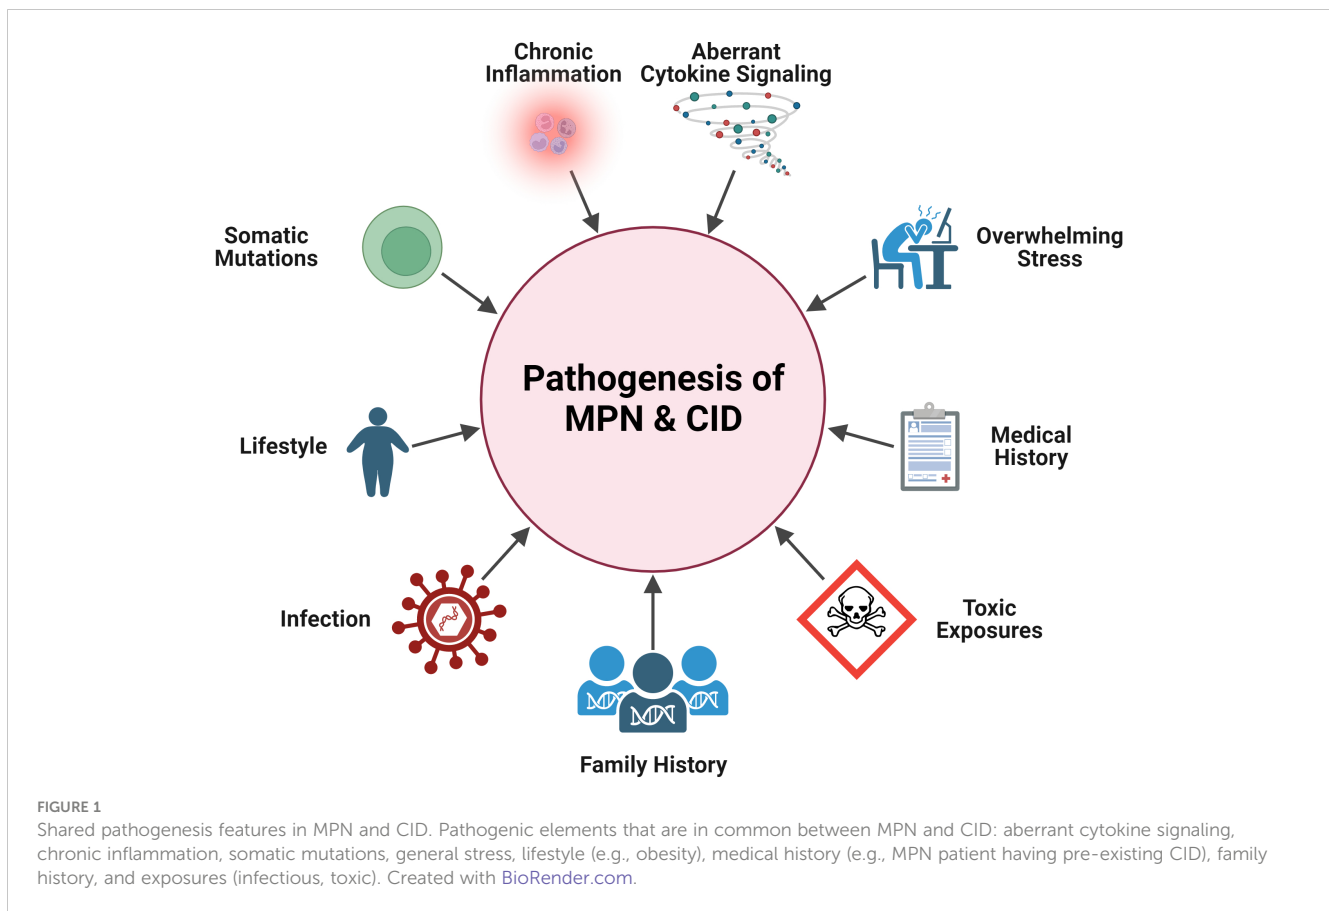 Chronic
Inflammation
Aberrant
Cytokine Signaling
Somatic
Mutations
Overwhelming
Stress
Pathogenesis of
MPN & CID
Lifestyle
Medical
History
Infection
Toxic
Exposures
Family History
FIGURE 1
Shared pathogenesis features in MPN and CID. Pathogenic elements that are in common between MPN and CID: aberrant cytokine signaling,
chronic inflammation, somatic mutations, general stress, lifestyle (e.g., obesity), medical history (e.g., MPN patient having pre-existing CID), family
history, and exposures (infectious, toxic). Created with BioRender.com.